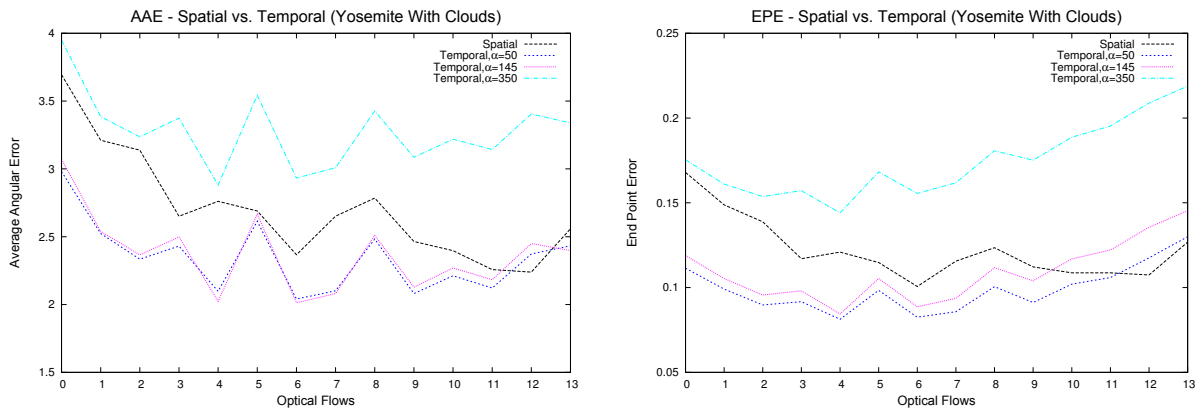 AAE - Spatial vs. Temporal (Yosemite With Clouds)
Spatial
Temporal,α=50
Temporal,α=145
Temporal,α=350
Average Angular Error
4
3.5
3
2.5
2
1.5
0 1 2 3 4 5 6 7 8 9 10 11 12 13
Optical Flows
EPE - Spatial vs. Temporal (Yosemite With Clouds)
Spatial
Temporal,α=50
Temporal,α=145
Temporal,α=350
End Point Error
0.25
0.2
0.15
0.1
0.05
0 1 2 3 4 5 6 7 8 9 10 11 12 13
Optical Flows